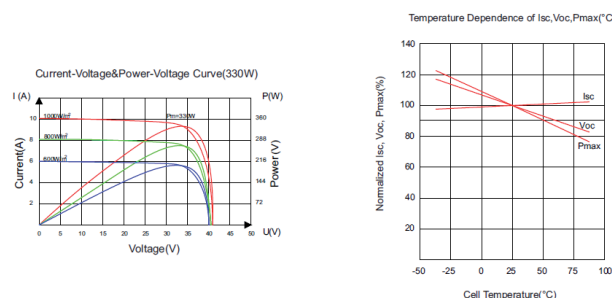 Current-Voltage&Power-Voltage Curve(330W)
I (A)
P(W)
1000W/m²
Pm=330W
10
360
800W/m²
8
288
600W/m²
6
216
4
144
2
72
Current(A)
Power(V)
0 5 10 15 20 25 30 35 40 45 50 U(V)
Voltage(V)
Temperature Dependence of Isc,Voc,Pmax(°C
140
120
100
80
60
40
20
Normalized Isc, Voc, Pmax(%)
Isc
Voc
Pmax
-50 -25 0 25 50 75 100
Cell Temperature(°C)